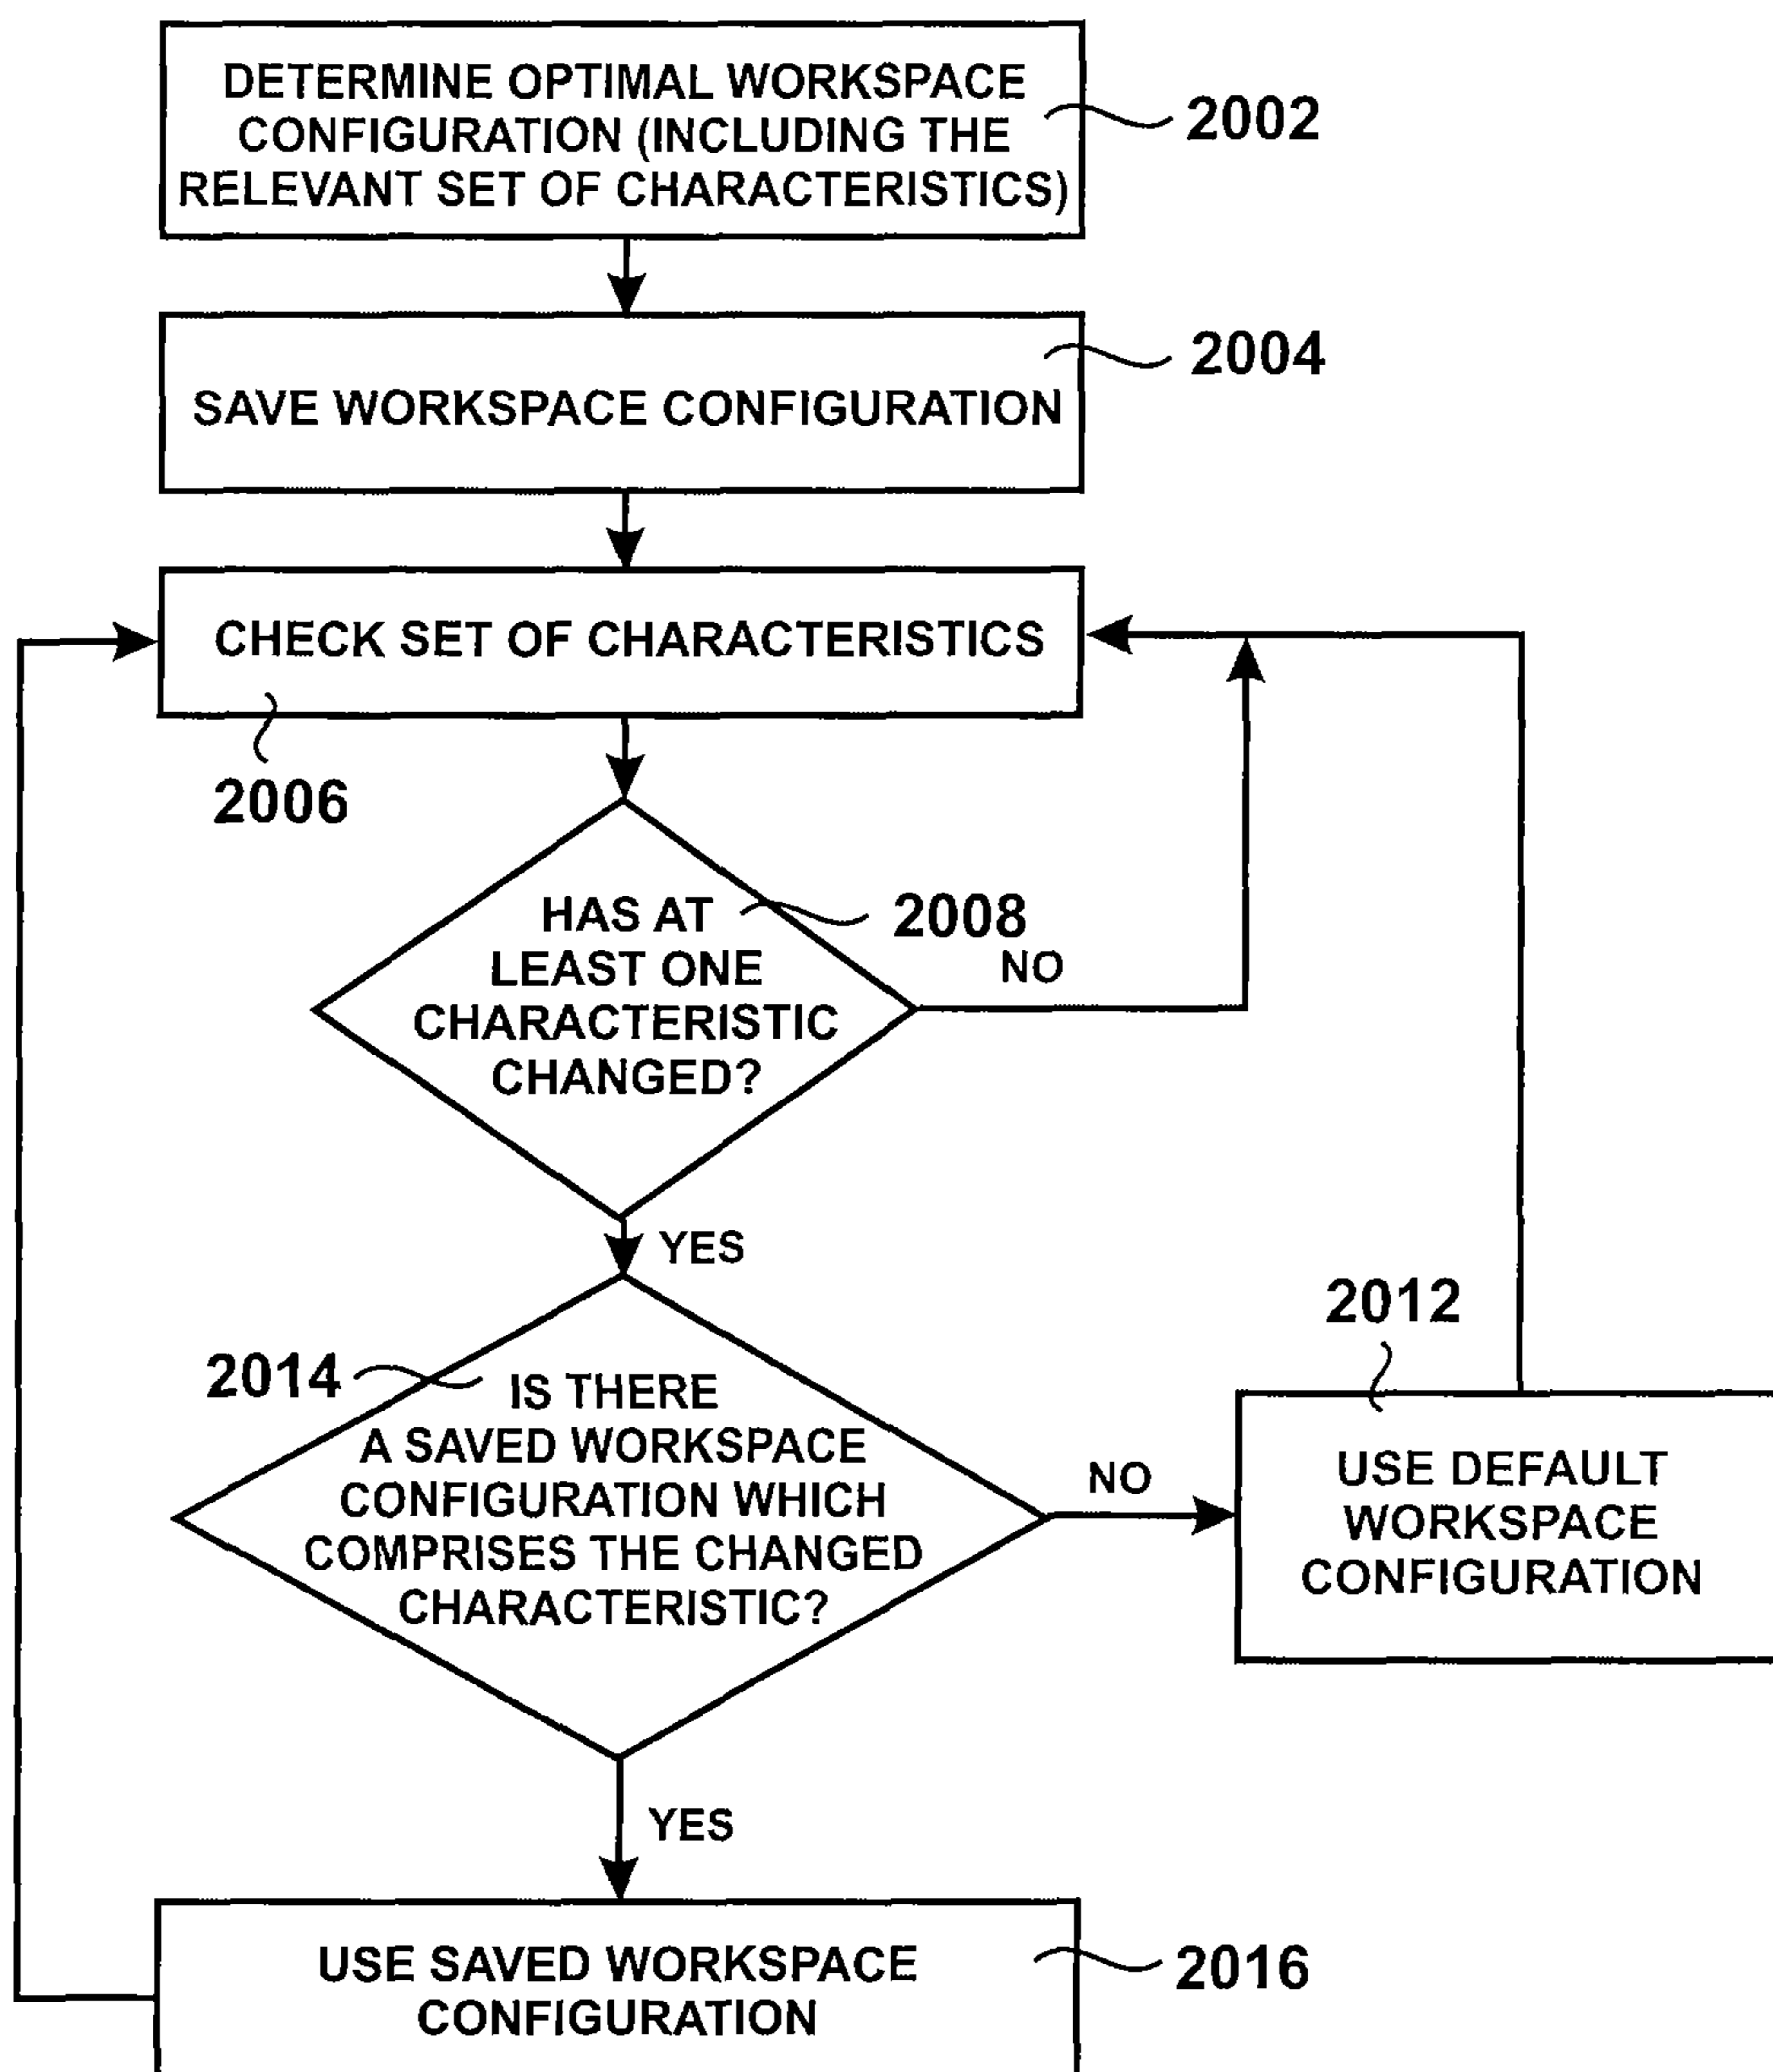 DETERMINE OPTIMAL WORKSPACE
CONFIGURATION (INCLUDING THE
RELEVANT SET OF CHARACTERISTICS)
2002
2004
SAVE WORKSPACE CONFIGURATION
CHECK SET OF CHARACTERISTICS
2006
HAS AT
LEAST ONE
CHARACTERISTIC
CHANGED?
2008
NO
YES
2014
IS THERE
A SAVED WORKSPACE
CONFIGURATION WHICH
COMPRISES THE CHANGED
CHARACTERISTIC?
NO
2012
USE DEFAULT
WORKSPACE
CONFIGURATION
YES
USE SAVED WORKSPACE
CONFIGURATION
2016